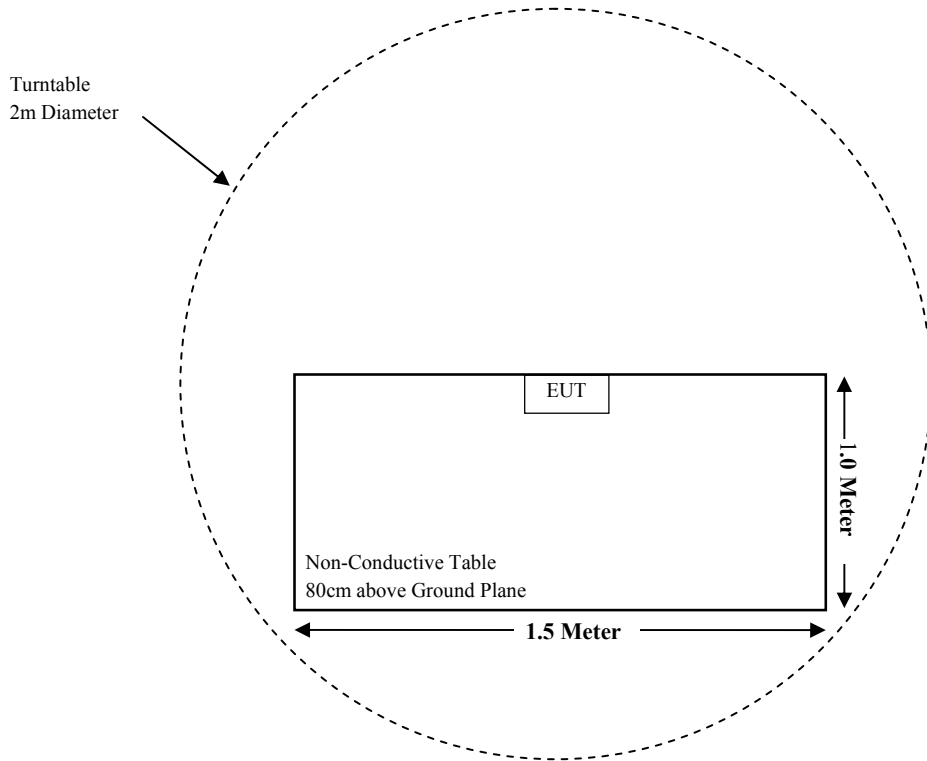 Turntable
2m Diameter
EUT
1.0 Meter
Non-Conductive Table
80cm above Ground Plane
1.5 Meter